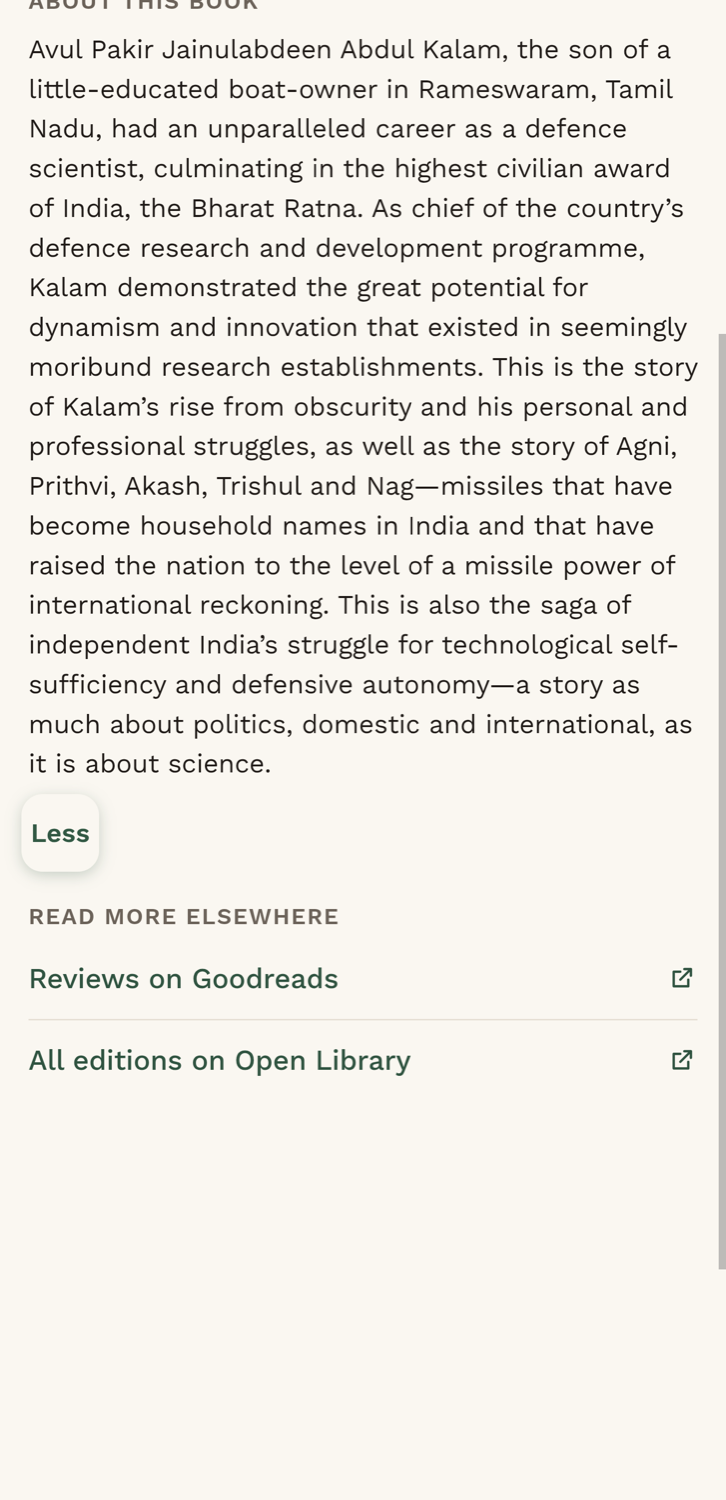 ABOUT THIS BOOK
Avul Pakir Jainulabdeen Abdul Kalam, the son of a
little-educated boat-owner in Rameswaram, Tamil
Nadu, had an unparalleled career as a defence
scientist, culminating in the highest civilian award
of India, the Bharat Ratna. As chief of the country’s
defence research and development programme,
Kalam demonstrated the great potential for
dynamism and innovation that existed in seemingly
moribund research establishments. This is the story
of Kalam’s rise from obscurity and his personal and
professional struggles, as well as the story of Agni,
Prithvi, Akash, Trishul and Nag—missiles that have
become household names in India and that have
raised the nation to the level of a missile power of
international reckoning. This is also the saga of
independent India’s struggle for technological self-
sufficiency and defensive autonomy—a story as
much about politics, domestic and international, as
it is about science.
Less
READ MORE ELSEWHERE
Reviews on Goodreads
All editions on Open Library